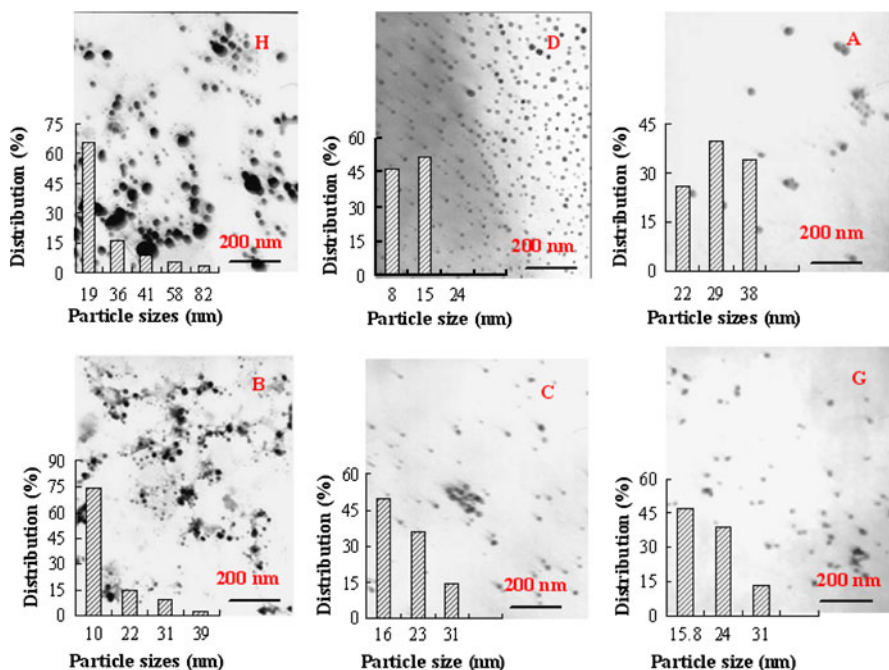 H
Distribution (%)
75
60
45
30
15
0
200 nm
19 36 41 58 82
Particle sizes (nm)
D
Distribution (%)
60
45
30
15
0
200 nm
8 15 24
Particle size (nm)
A
Distribution (%)
45
30
15
0
200 nm
22 29 38
Particle sizes (nm)
B
Distribution (%)
90
75
60
45
30
15
0
200 nm
10 22 31 39
Particle sizes (nm)
C
Distribution (%)
60
45
30
15
0
200 nm
16 23 31
Particle size (nm)
G
Distribution (%)
60
45
30
15
0
200 nm
15.8 24 31
Particle size (nm)